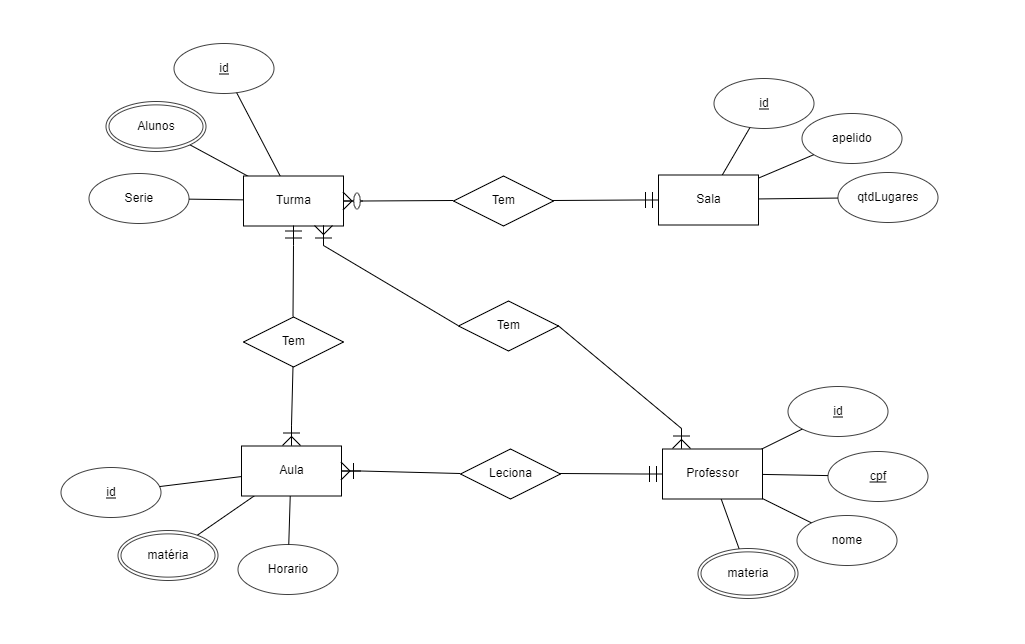 id
Alunos
Serie
Turma
Tem
Sala
id
apelido
qtdLugares
Tem
Tem
Aula
Leciona
Professor
id
matéria
Horario
id
cpf
nome
materia